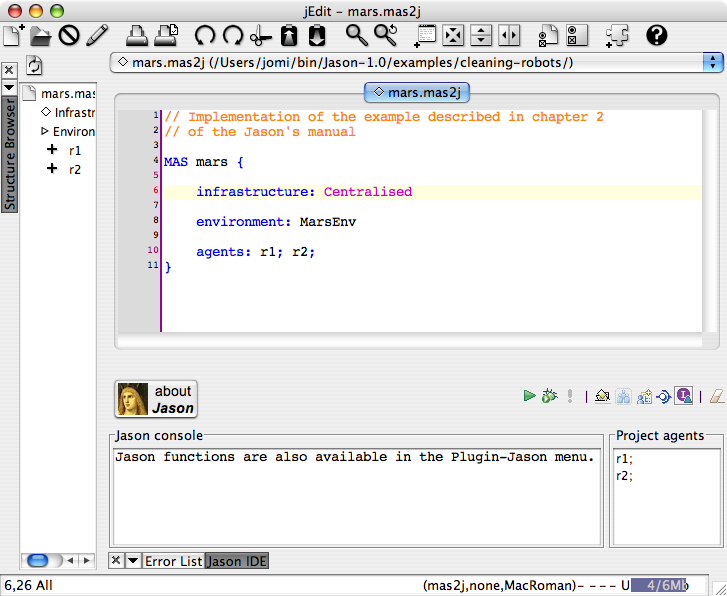 jEdit - mars.mas2j
mars.mas2j (/Users/jomi/bin/Jason-1.0/examples/cleaning-robots/)
Structure Browser
mars.mas
Infrastr
Environ
r1
r2
mars.mas2j
1 // Implementation of the example described in chapter 2
2 // of the Jason's manual
3
4 MAS mars {
5
6 infrastructure: Centralised
7
8 environment: MarsEnv
9
10 agents: r1; r2;
11 }
about
Jason
Jason console
Jason functions are also available in the Plugin-Jason menu.
Project agents
r1;
r2;
Error List
Jason IDE
6,26 All
(mas2j,none,MacRoman)- - - - U 4/6Mb